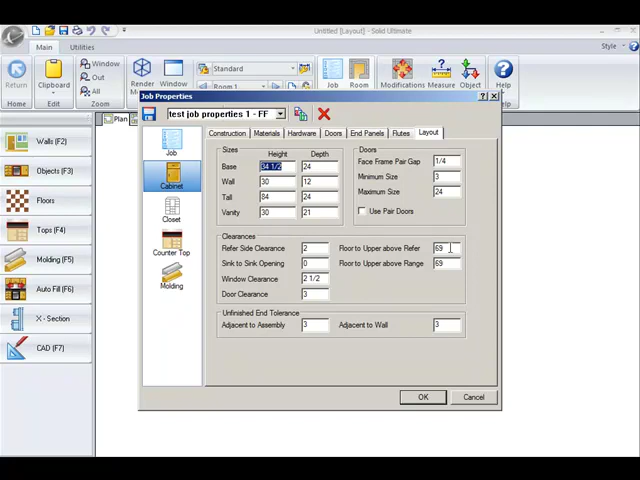 Untitled [Layout] - Solid Ultimate
Main
Utilities
Style
Return
Exit
Clipboard
Edit
Window
Out
All
Zoom
Render
Window
Standard
Room 1
Job
Room
Modifications
Measure
Object
Help
Help
Plan
Walls (F2)
Objects (F3)
Floors
Tops (F4)
Molding (F5)
Auto Fill (F6)
X - Section
CAD (F7)
Job Properties
test job properties 1 - FF
Job
Cabinet
Closet
Counter Top
Molding
Construction
Materials
Hardware
Doors
End Panels
Flutes
Layout
Sizes
Height
Depth
Base
34 1/2
24
Wall
30
12
Tall
84
24
Vanity
30
21
Doors
Face Frame Pair Gap
1/4
Minimum Size
3
Maximum Size
24
Use Pair Doors
Clearances
Refer Side Clearance
2
Floor to Upper above Refer
69
Sink to Sink Opening
0
Floor to Upper above Range
69
Window Clearance
2 1/2
Door Clearance
3
Unfinished End Tolerance
Adjacent to Assembly
3
Adjacent to Wall
3
OK
Cancel